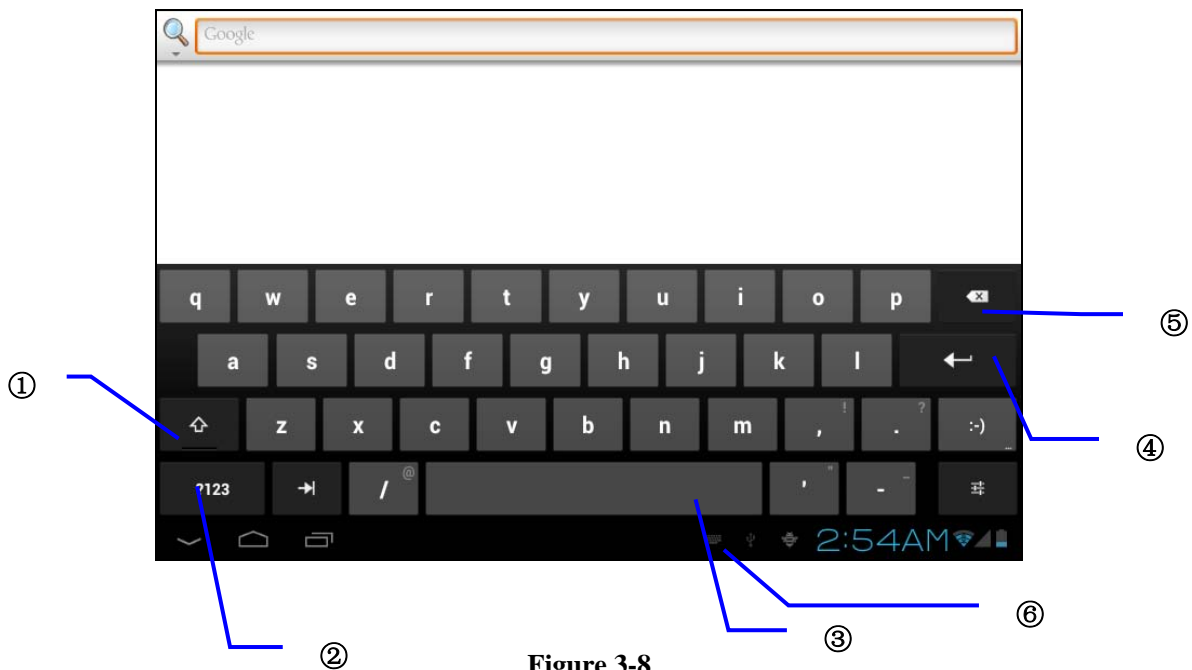 Google
q w e r t y u i o p
⑤
a s d f g h j k l
①
z x c v b n m , ! . ? :-) ...
④
?123 / @ ' " - _
2:54AM
⑥
③
②
Figure 3-8